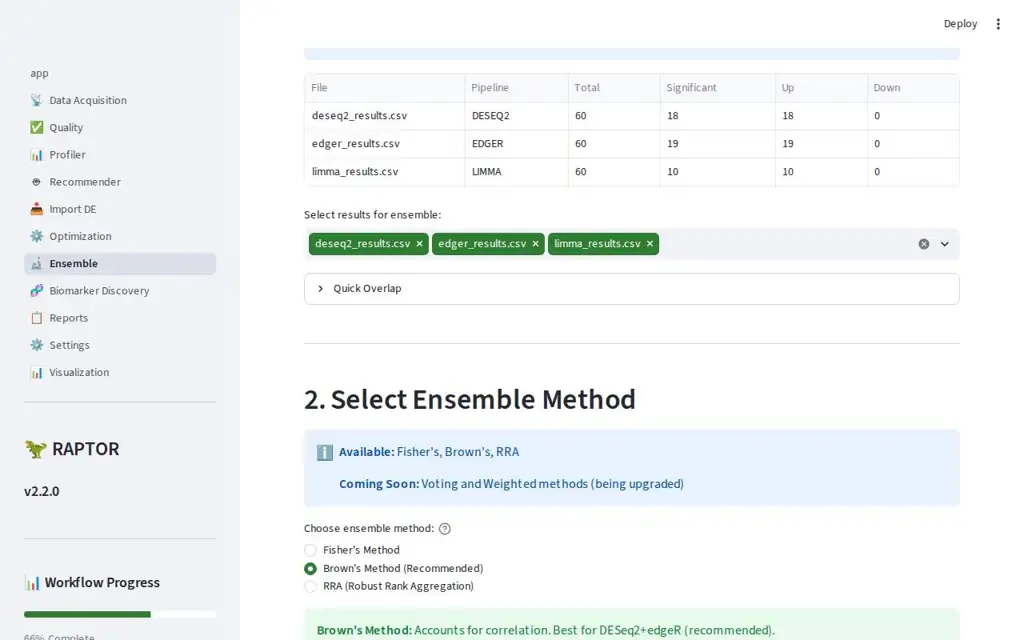 Deploy
app
Data Acquisition
Quality
Profiler
Recommender
Import DE
Optimization
Ensemble
Biomarker Discovery
Reports
Settings
Visualization
RAPTOR
v2.2.0
Workflow Progress
66% Complete
File Pipeline Total Significant Up Down
deseq2_results.csv DESEQ2 60 18 18 0
edger_results.csv EDGER 60 19 19 0
limma_results.csv LIMMA 60 10 10 0
Select results for ensemble:
deseq2_results.csv × edger_results.csv × limma_results.csv ×
Quick Overlap
2. Select Ensemble Method
Available: Fisher's, Brown's, RRA
Coming Soon: Voting and Weighted methods (being upgraded)
Choose ensemble method:
Fisher's Method
Brown's Method (Recommended)
RRA (Robust Rank Aggregation)
Brown's Method: Accounts for correlation. Best for DESeq2+edgeR (recommended).